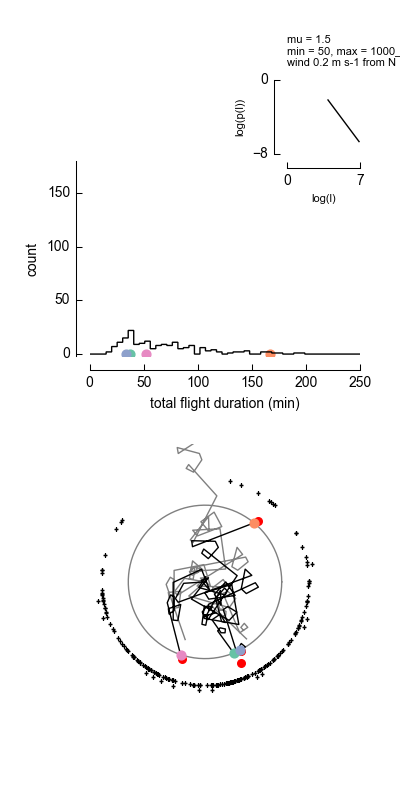 mu = 1.5
min = 50, max = 1000_
wind 0.2 m s-1 from N
0
−8
log(p(l))
0
7
log(l)
150
100
50
0
count
0
50
100
150
200
250
total flight duration (min)